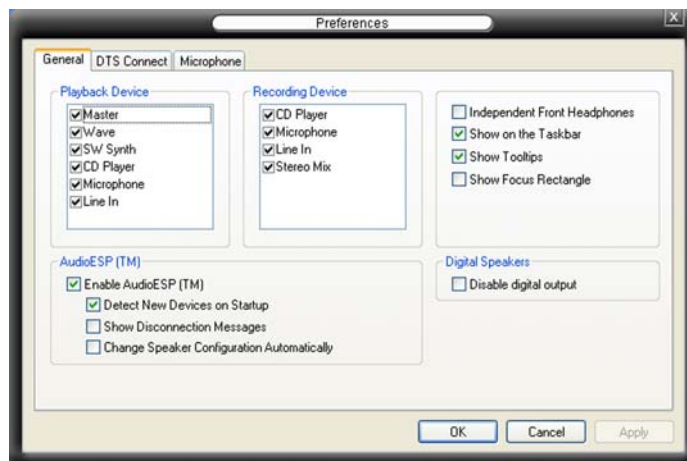 Preferences
X
General DTS Connect Microphone
Playback Device
Master
Wave
SW Synth
CD Player
Microphone
Line In
Recording Device
CD Player
Microphone
Line In
Stereo Mix
Independent Front Headphones
Show on the Taskbar
Show Tooltips
Show Focus Rectangle
AudioESP (TM)
Enable AudioESP (TM)
Detect New Devices on Startup
Show Disconnection Messages
Change Speaker Configuration Automatically
Digital Speakers
Disable digital output
OK Cancel Apply